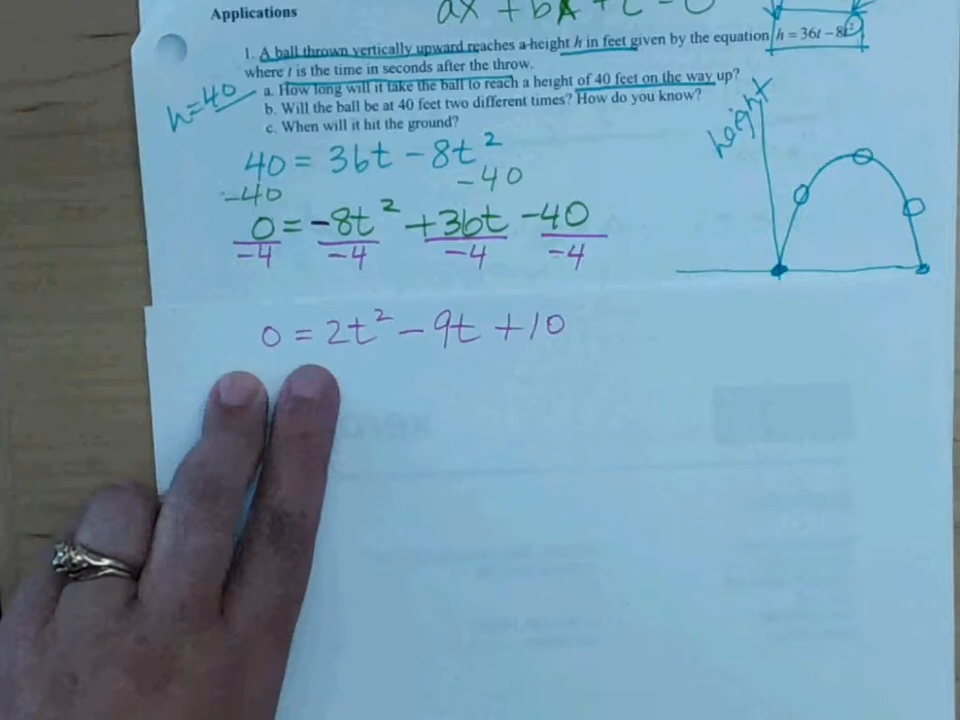 ax + bx + c = 0
Applications
1. A ball thrown vertically upward reaches a height h in feet given by the equation h = 36t − 8t²
where t is the time in seconds after the throw.
a. How long will it take the ball to reach a height of 40 feet on the way up?
b. Will the ball be at 40 feet two different times? How do you know?
c. When will it hit the ground?
h=40
height
40 = 36t − 8t²
−40 −40
0 = −8t² + 36t − 40
−4 −4 −4 −4
0 = 2t² − 9t + 10